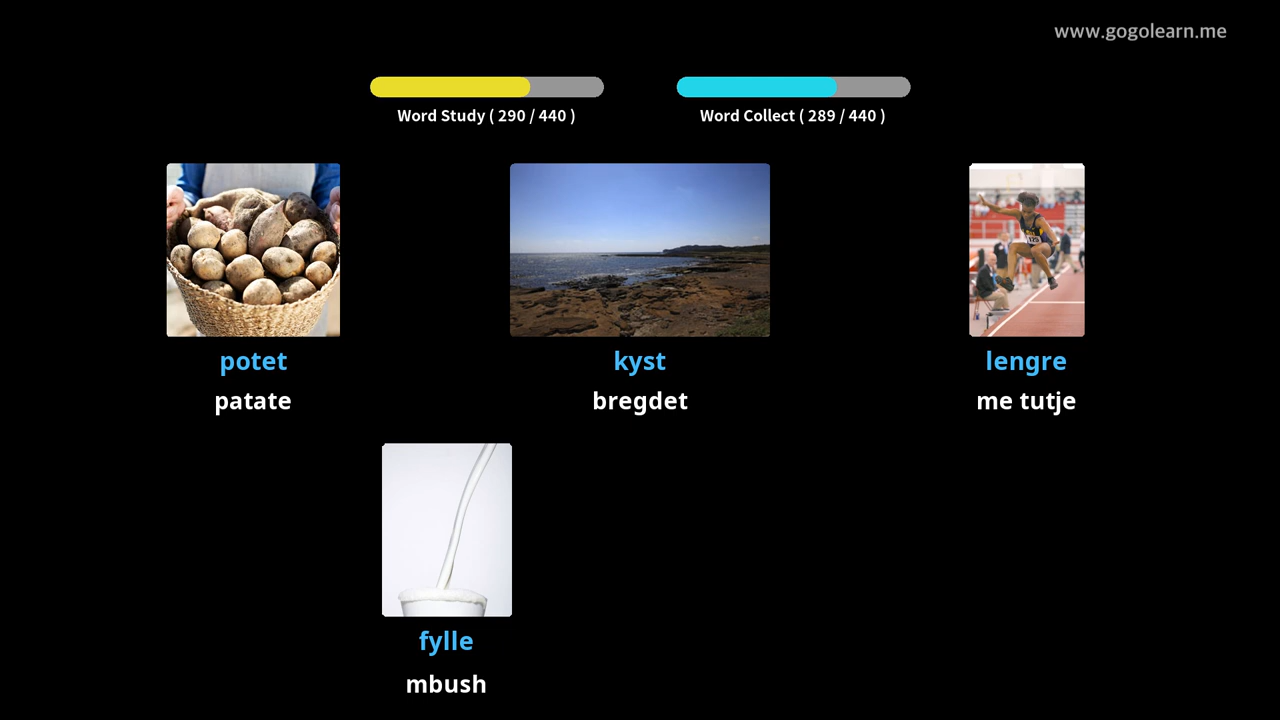 www.gogolearn.me
Word Study ( 290 / 440 )
Word Collect ( 289 / 440 )
potet
kyst
lengre
patate
bregdet
me tutje
fylle
mbush